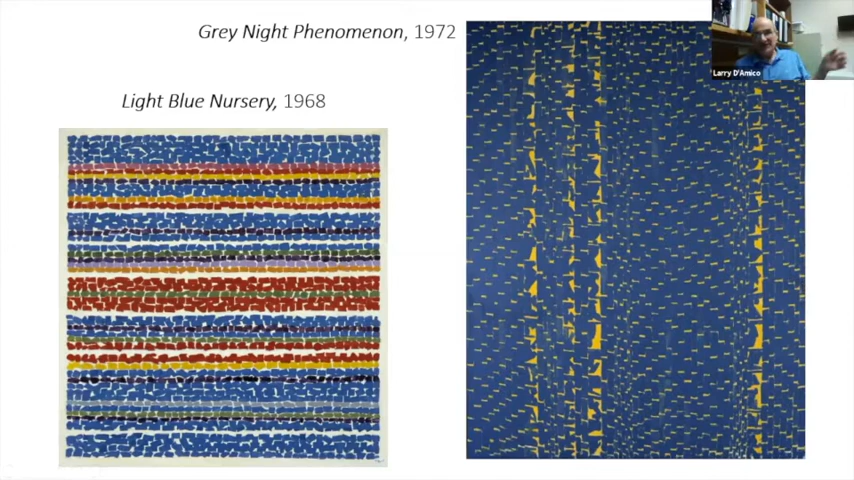 Grey Night Phenomenon, 1972
Larry D'Amico
Light Blue Nursery, 1968